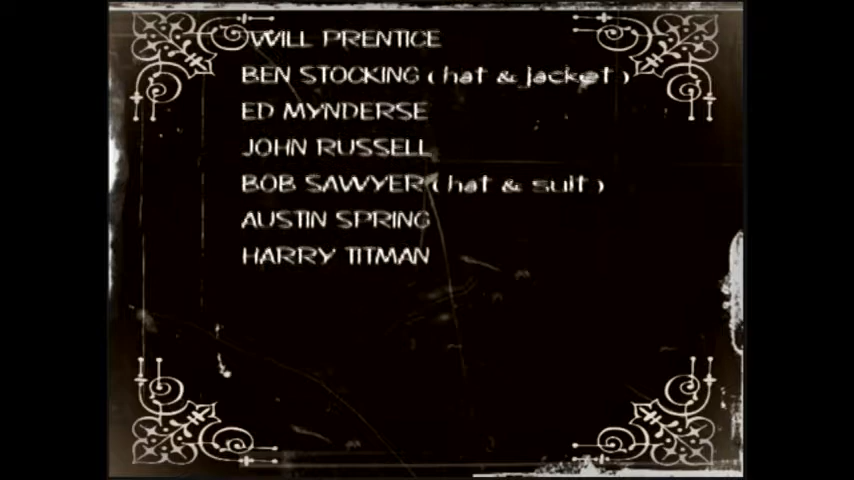 WILL PRENTICE
BEN STOCKING ( hat & jacket )
ED MYNDERSE
JOHN RUSSELL
BOB SAWYER ( hat & suit )
AUSTIN SPRING
HARRY TITMAN